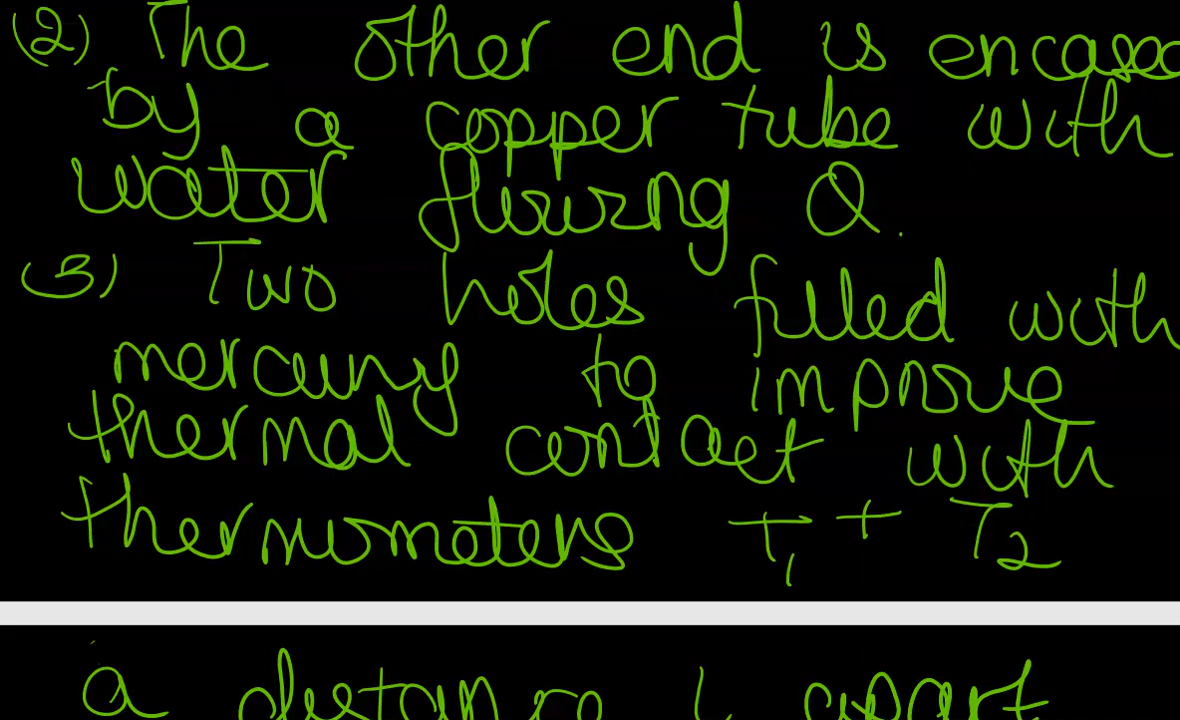 (2) The other end is encased
by a copper tube with
water flowing Q.
(3) Two holes filled with
mercury to improve
thermal contact with
thermometers T1 + T2
a distance L apart